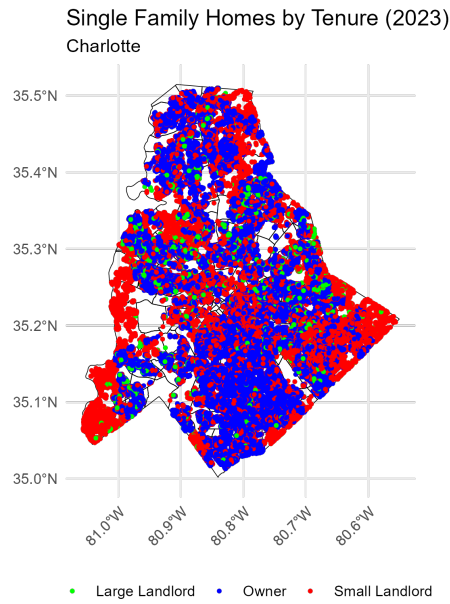 Single Family Homes by Tenure (2023)
Charlotte
35.5°N
35.4°N
35.3°N
35.2°N
35.1°N
35.0°N
81.0°W 80.9°W 80.8°W 80.7°W 80.6°W
Large Landlord Owner Small Landlord